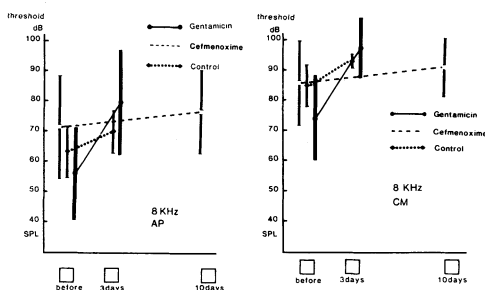 threshold
dB
Gentamicin
Cefmenoxime
Control
100
90
80
70
60
50
40
SPL
8 KHz
AP
before
3days
10days
threshold
dB
100
90
80
70
60
50
40
SPL
Gentamicin
Cefmenoxime
Control
8 KHz
CM
before
3days
10days